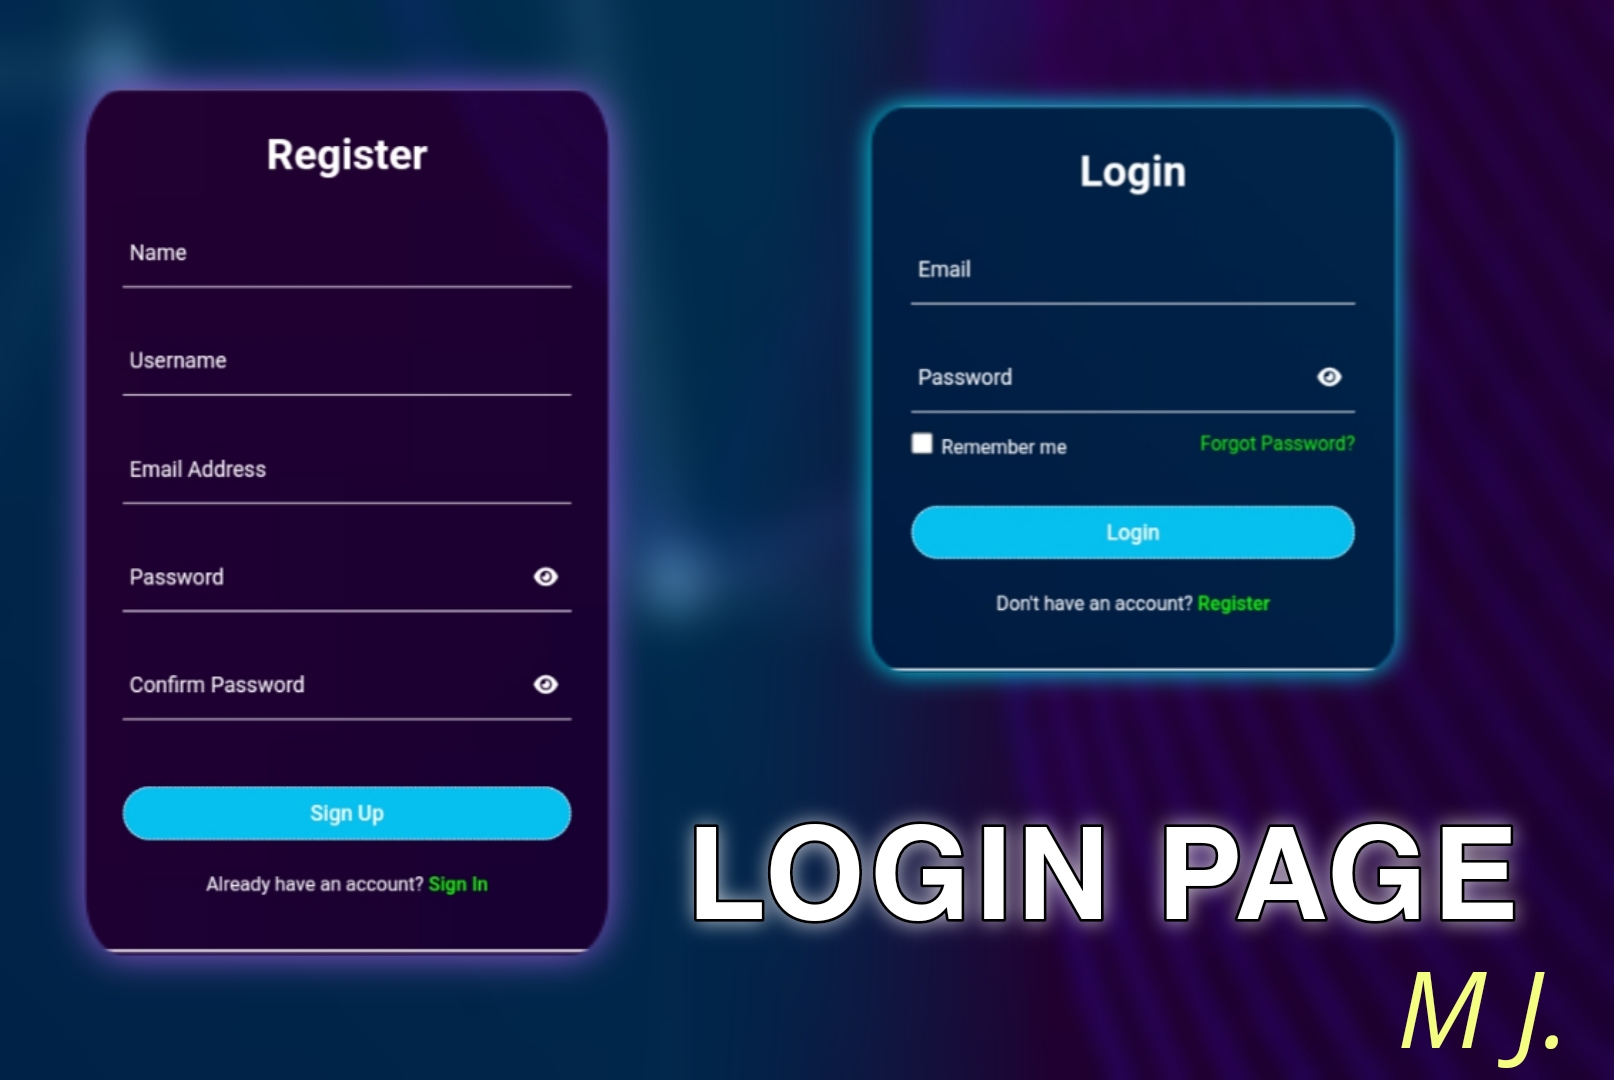 Register
Name
Username
Email Address
Password
Confirm Password
Sign Up
Already have an account? Sign In
Login
Email
Password
Remember me Forgot Password?
Login
Don't have an account? Register
LOGIN PAGE
M J.